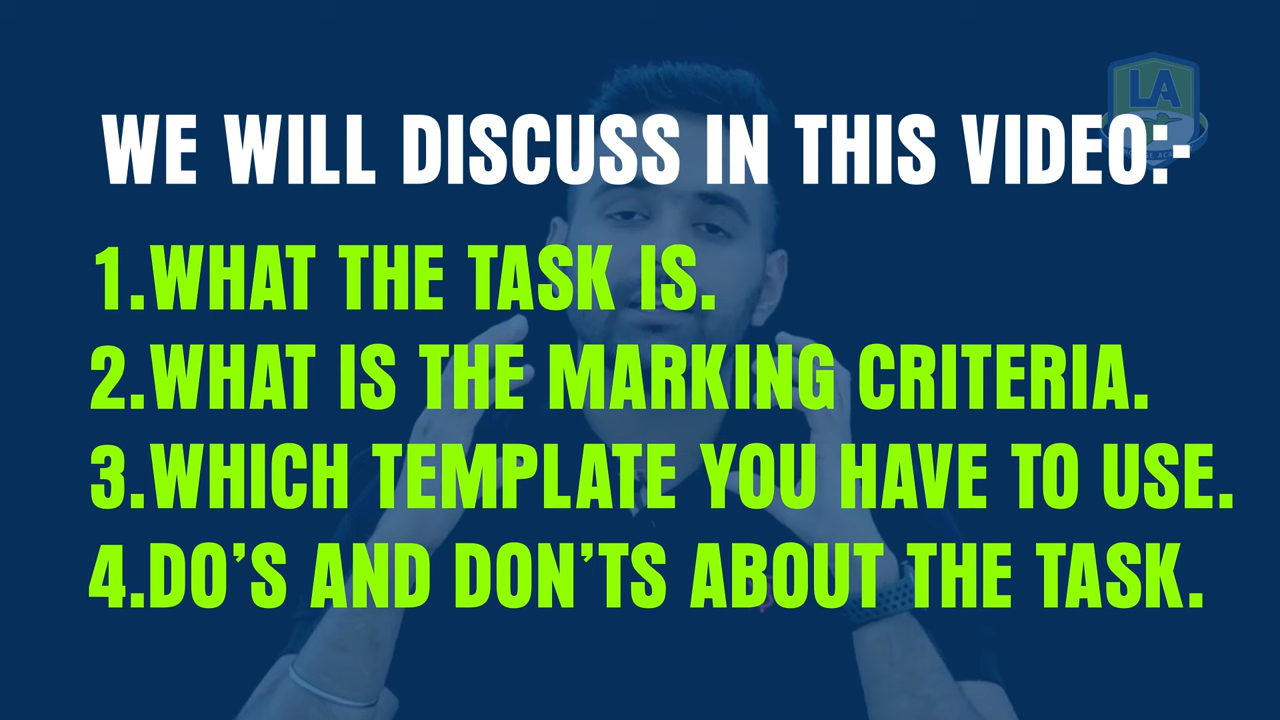 LA
WE WILL DISCUSS IN THIS VIDEO:-
1.WHAT THE TASK IS.
2.WHAT IS THE MARKING CRITERIA.
3.WHICH TEMPLATE YOU HAVE TO USE.
4.DO’S AND DON’TS ABOUT THE TASK.